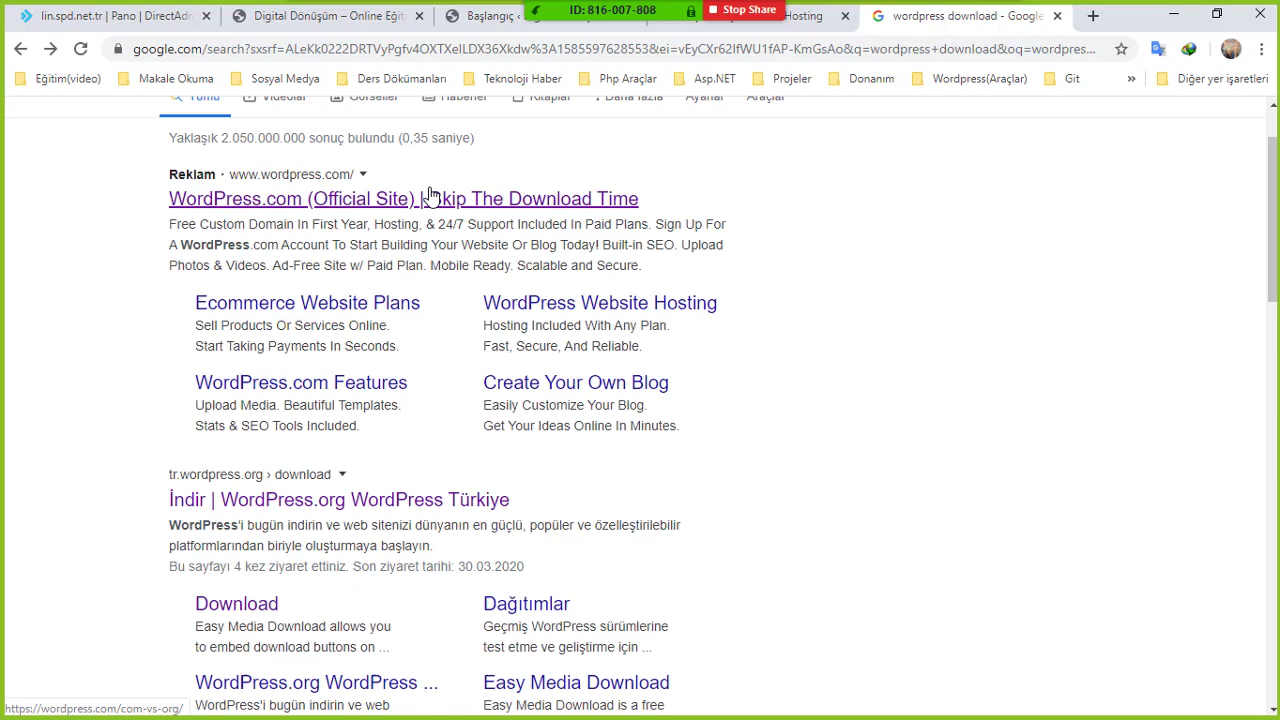 ID: 816-007-808
Stop Share
lin.spd.net.tr | Pano | DirectAdm
Digital Dönüşüm – Online Eğit
Başlangıç ‹
Hosting
wordpress download - Google
google.com/search?sxsrf=ALeKk0222DRTVyPgfv4OXTXelLDX36Xkdw%3A1585597628553&ei=vEyCXr62IfWU1fAP-KmGsAo&q=wordpress+download&oq=wordpres...
Eğitim(video)
Makale Okuma
Sosyal Medya
Ders Dökümanları
Teknoloji Haber
Php Araçlar
Asp.NET
Projeler
Donanım
Wordpress(Araçlar)
Git
»
Diğer yer işaretleri
Tümü
Videolar
Görseller
Haberler
Kitaplar
Daha fazla
Ayarlar
Araçlar
Yaklaşık 2.050.000.000 sonuç bulundu (0,35 saniye)
Reklam · www.wordpress.com/
WordPress.com (Official Site) | Skip The Download Time
Free Custom Domain In First Year, Hosting, & 24/7 Support Included In Paid Plans. Sign Up For
A WordPress.com Account To Start Building Your Website Or Blog Today! Built-in SEO. Upload
Photos & Videos. Ad-Free Site w/ Paid Plan. Mobile Ready. Scalable and Secure.
Ecommerce Website Plans
Sell Products Or Services Online.
Start Taking Payments In Seconds.
WordPress Website Hosting
Hosting Included With Any Plan.
Fast, Secure, And Reliable.
WordPress.com Features
Upload Media. Beautiful Templates.
Stats & SEO Tools Included.
Create Your Own Blog
Easily Customize Your Blog.
Get Your Ideas Online In Minutes.
tr.wordpress.org › download
İndir | WordPress.org WordPress Türkiye
WordPress'i bugün indirin ve web sitenizi dünyanın en güçlü, popüler ve özelleştirilebilir
platformlarından biriyle oluşturmaya başlayın.
Bu sayfayı 4 kez ziyaret ettiniz. Son ziyaret tarihi: 30.03.2020
Download
Easy Media Download allows you
to embed download buttons on ...
Dağıtımlar
Geçmiş WordPress sürümlerine
test etme ve geliştirme için ...
WordPress.org WordPress ...
WordPress'i bugün indirin ve web
Easy Media Download
Easy Media Download is a free
https://wordpress.com/com-vs-org/